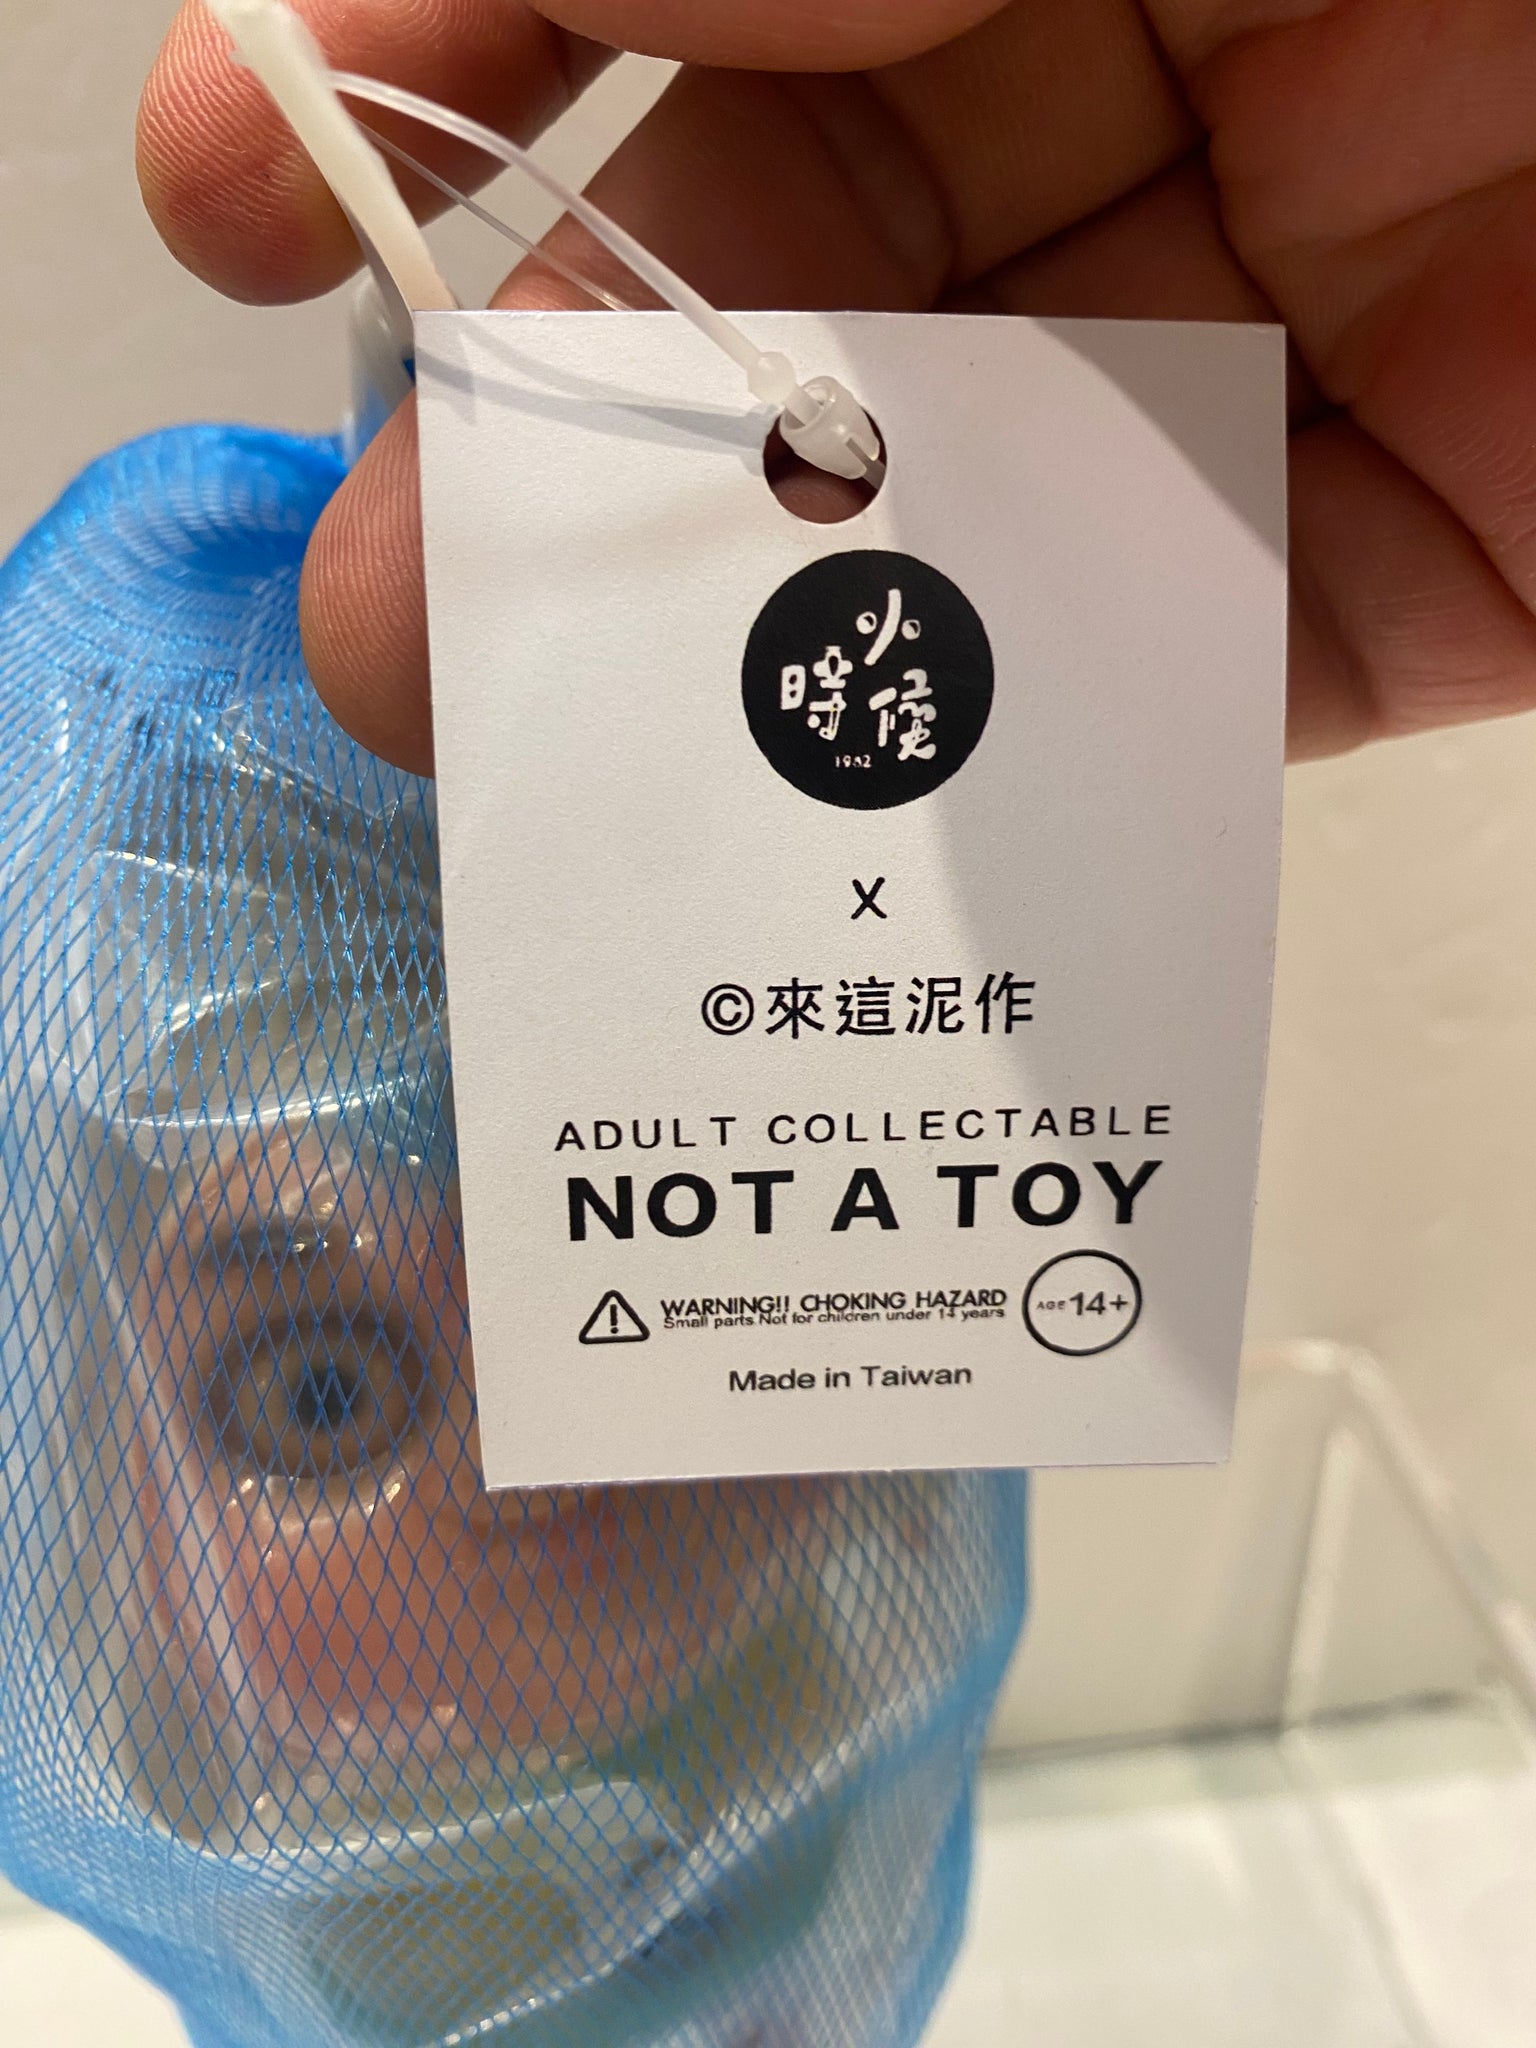 火
時候
1982
X
©來這泥作
ADULT COLLECTABLE
NOT A TOY
WARNING!! CHOKING HAZARD
Small parts. Not for children under 14 years
AGE 14+
Made in Taiwan